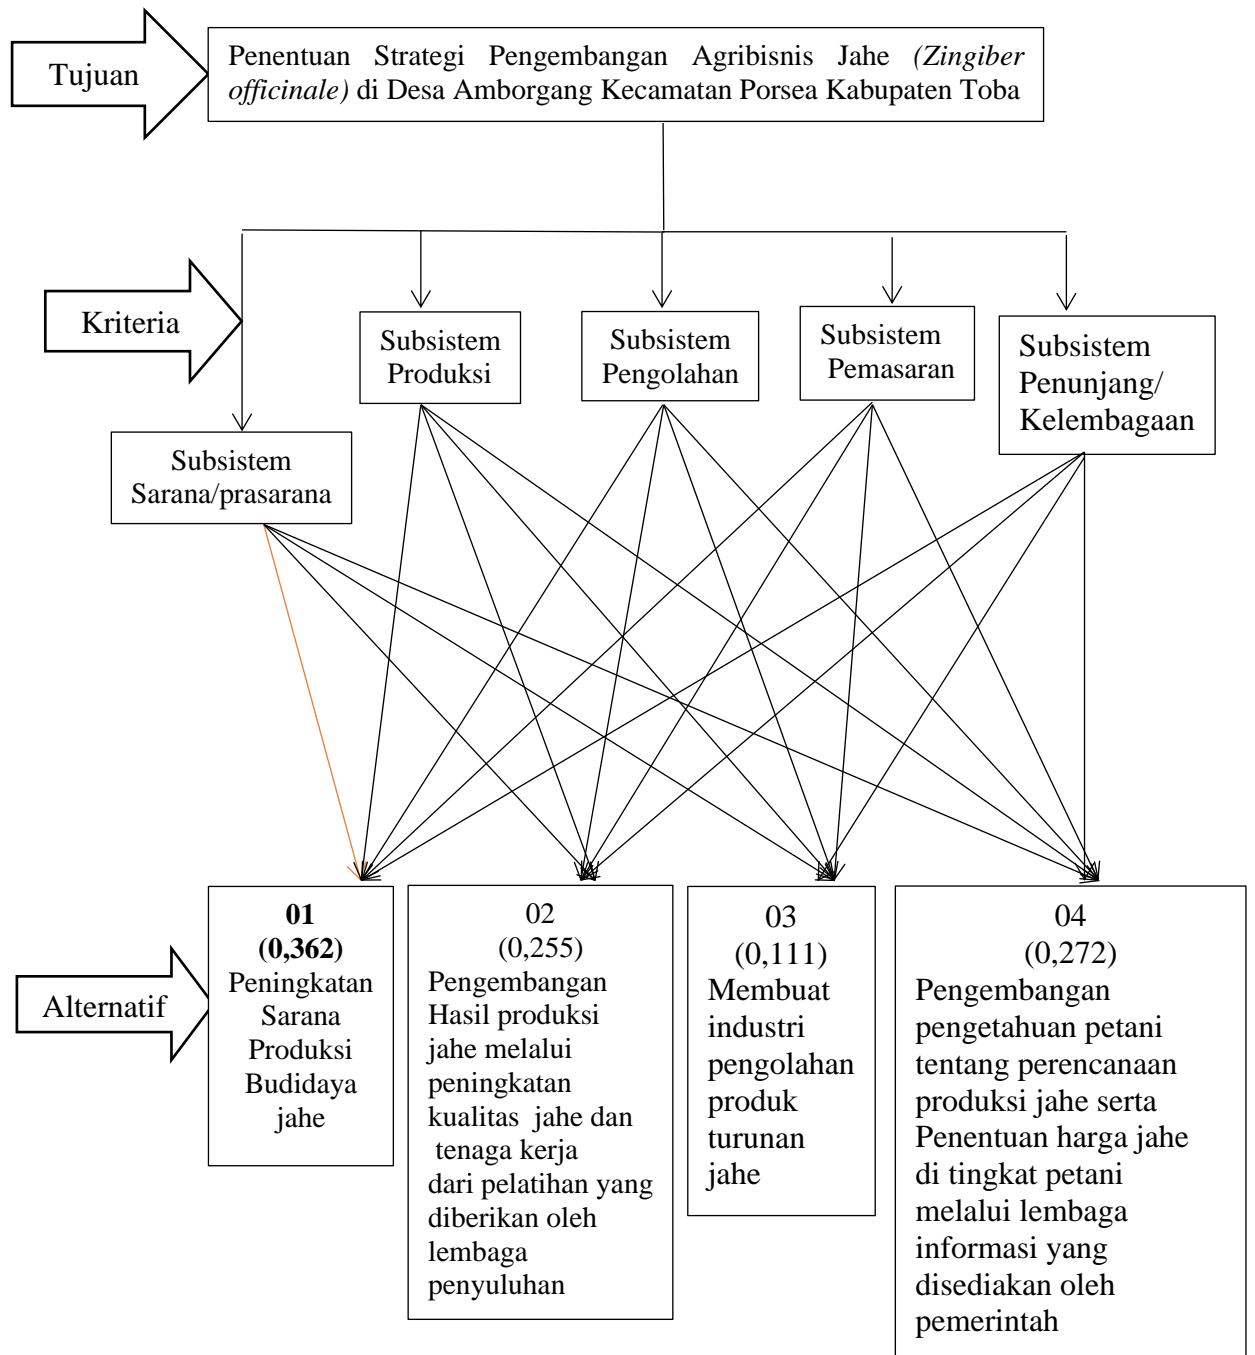 Tujuan
Penentuan Strategi Pengembangan Agribisnis Jahe (Zingiber
officinale) di Desa Amborgang Kecamatan Porsea Kabupaten Toba
Kriteria
Subsistem
Produksi
Subsistem
Pengolahan
Subsistem
Pemasaran
Subsistem
Penunjang/
Kelembagaan
Subsistem
Sarana/prasarana
Alternatif
01
(0,362)
Peningkatan
Sarana
Produksi
Budidaya
jahe
02
(0,255)
Pengembangan
Hasil produksi
jahe melalui
peningkatan
kualitas jahe dan
tenaga kerja
dari pelatihan yang
diberikan oleh
lembaga
penyuluhan
03
(0,111)
Membuat
industri
pengolahan
produk
turunan
jahe
04
(0,272)
Pengembangan
pengetahuan petani
tentang perencanaan
produksi jahe serta
Penentuan harga jahe
di tingkat petani
melalui lembaga
informasi yang
disediakan oleh
pemerintah